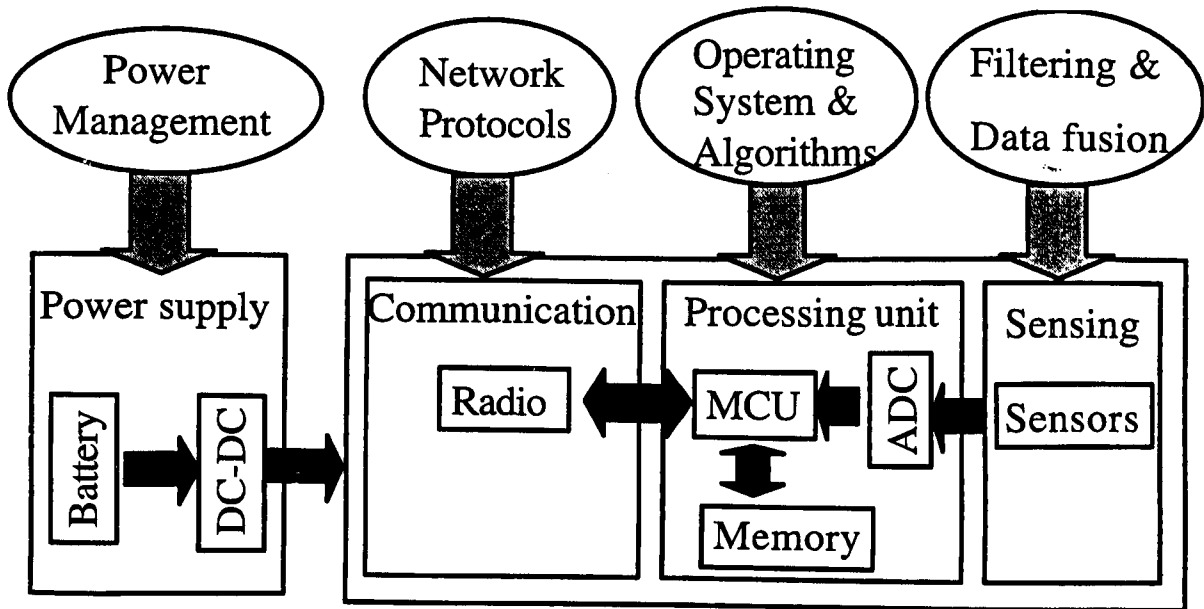 Power
Management
Network
Protocols
Operating
System &
Algorithms
Filtering &
Data fusion
Power supply
Battery
DC-DC
Communication
Radio
Processing unit
MCU
ADC
Memory
Sensing
Sensors